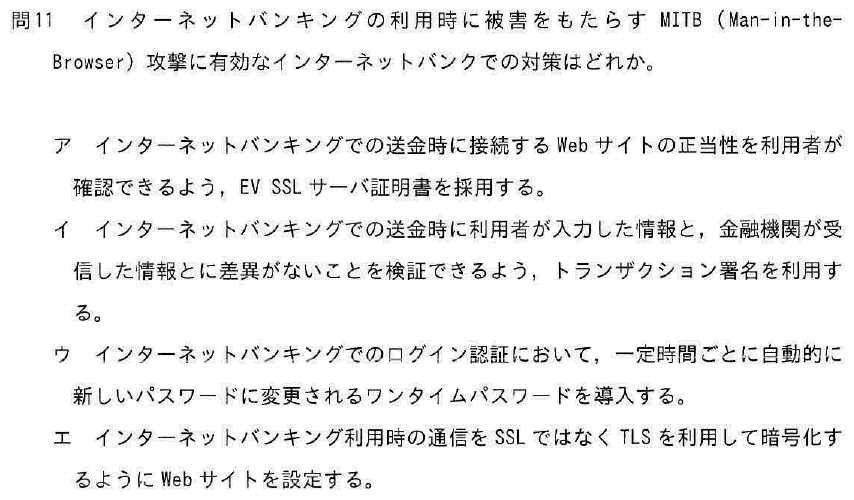 問11　インターネットバンキングの利用時に被害をもたらす MITB（Man-in-the-
Browser）攻撃に有効なインターネットバンクでの対策はどれか。
ア　インターネットバンキングでの送金時に接続する Web サイトの正当性を利用者が
確認できるよう，EV SSL サーバ証明書を採用する。
イ　インターネットバンキングでの送金時に利用者が入力した情報と，金融機関が受
信した情報とに差異がないことを検証できるよう，トランザクション署名を利用す
る。
ウ　インターネットバンキングでのログイン認証において，一定時間ごとに自動的に
新しいパスワードに変更されるワンタイムパスワードを導入する。
エ　インターネットバンキング利用時の通信を SSL ではなく TLS を利用して暗号化す
るように Web サイトを設定する。